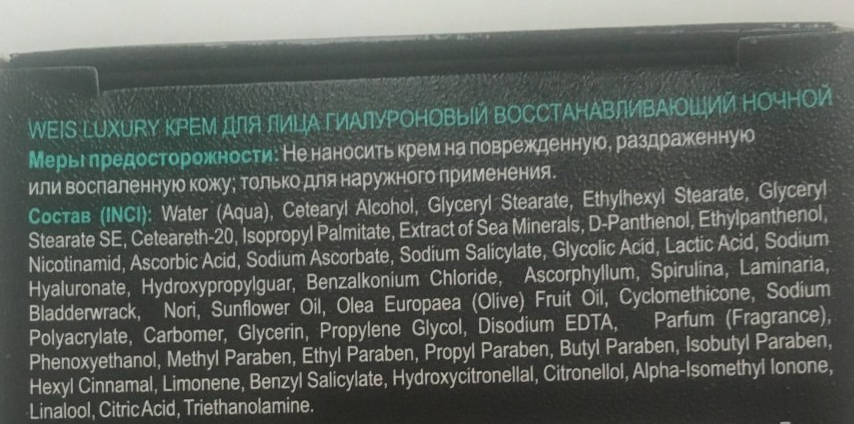 WEIS LUXURY КРЕМ ДЛЯ ЛИЦА ГИАЛУРОНОВЫЙ ВОССТАНАВЛИВАЮЩИЙ НОЧНОЙ
Меры предосторожности: Не наносить крем на поврежденную, раздраженную
или воспаленную кожу; только для наружного применения.
Состав (INCI): Water (Aqua), Cetearyl Alcohol, Glyceryl Stearate, Ethylhexyl Stearate, Glyceryl
Stearate SE, Ceteareth-20, Isopropyl Palmitate, Extract of Sea Minerals, D-Panthenol, Ethylpanthenol,
Nicotinamid, Ascorbic Acid, Sodium Ascorbate, Sodium Salicylate, Glycolic Acid, Lactic Acid, Sodium
Hyaluronate, Hydroxypropylguar, Benzalkonium Chloride, Ascorphyllum, Spirulina, Laminaria,
Bladderwrack, Nori, Sunflower Oil, Olea Europaea (Olive) Fruit Oil, Cyclomethicone, Sodium
Polyacrylate, Carbomer, Glycerin, Propylene Glycol, Disodium EDTA, Parfum (Fragrance),
Phenoxyethanol, Methyl Paraben, Ethyl Paraben, Propyl Paraben, Butyl Paraben, Isobutyl Paraben,
Hexyl Cinnamal, Limonene, Benzyl Salicylate, Hydroxycitronellal, Citronellol, Alpha-Isomethyl Ionone,
Linalool, Citric Acid, Triethanolamine.